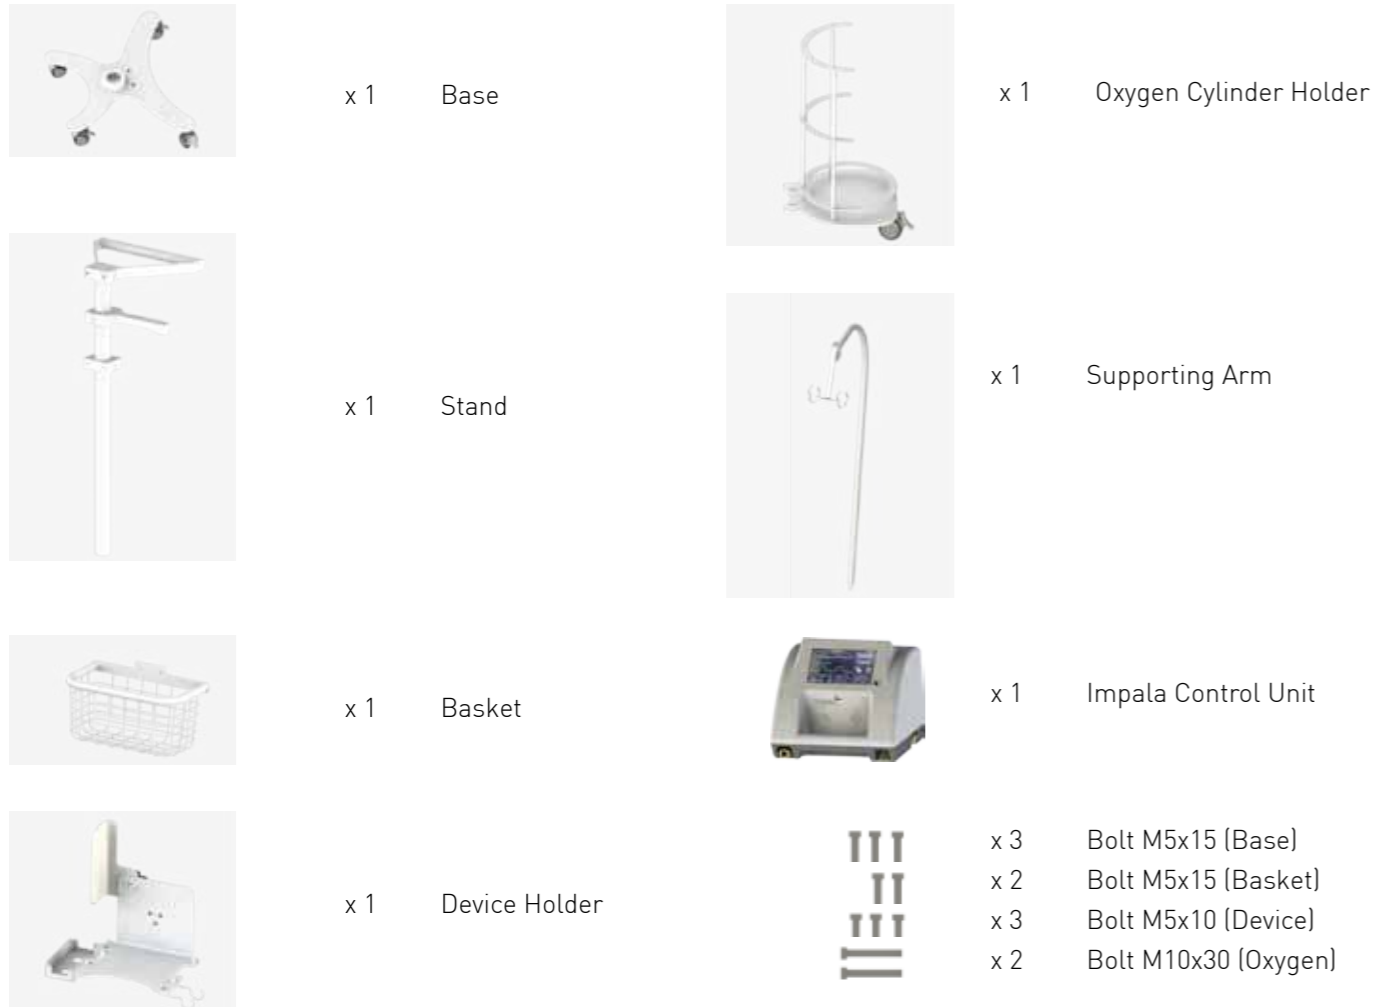 x 1 Base
x 1 Stand
x 1 Basket
x 1 Device Holder
x 1 Oxygen Cylinder Holder
x 1 Supporting Arm
x 1 Impala Control Unit
x 3 Bolt M5x15 (Base)
x 2 Bolt M5x15 (Basket)
x 3 Bolt M5x10 (Device)
x 2 Bolt M10x30 (Oxygen)